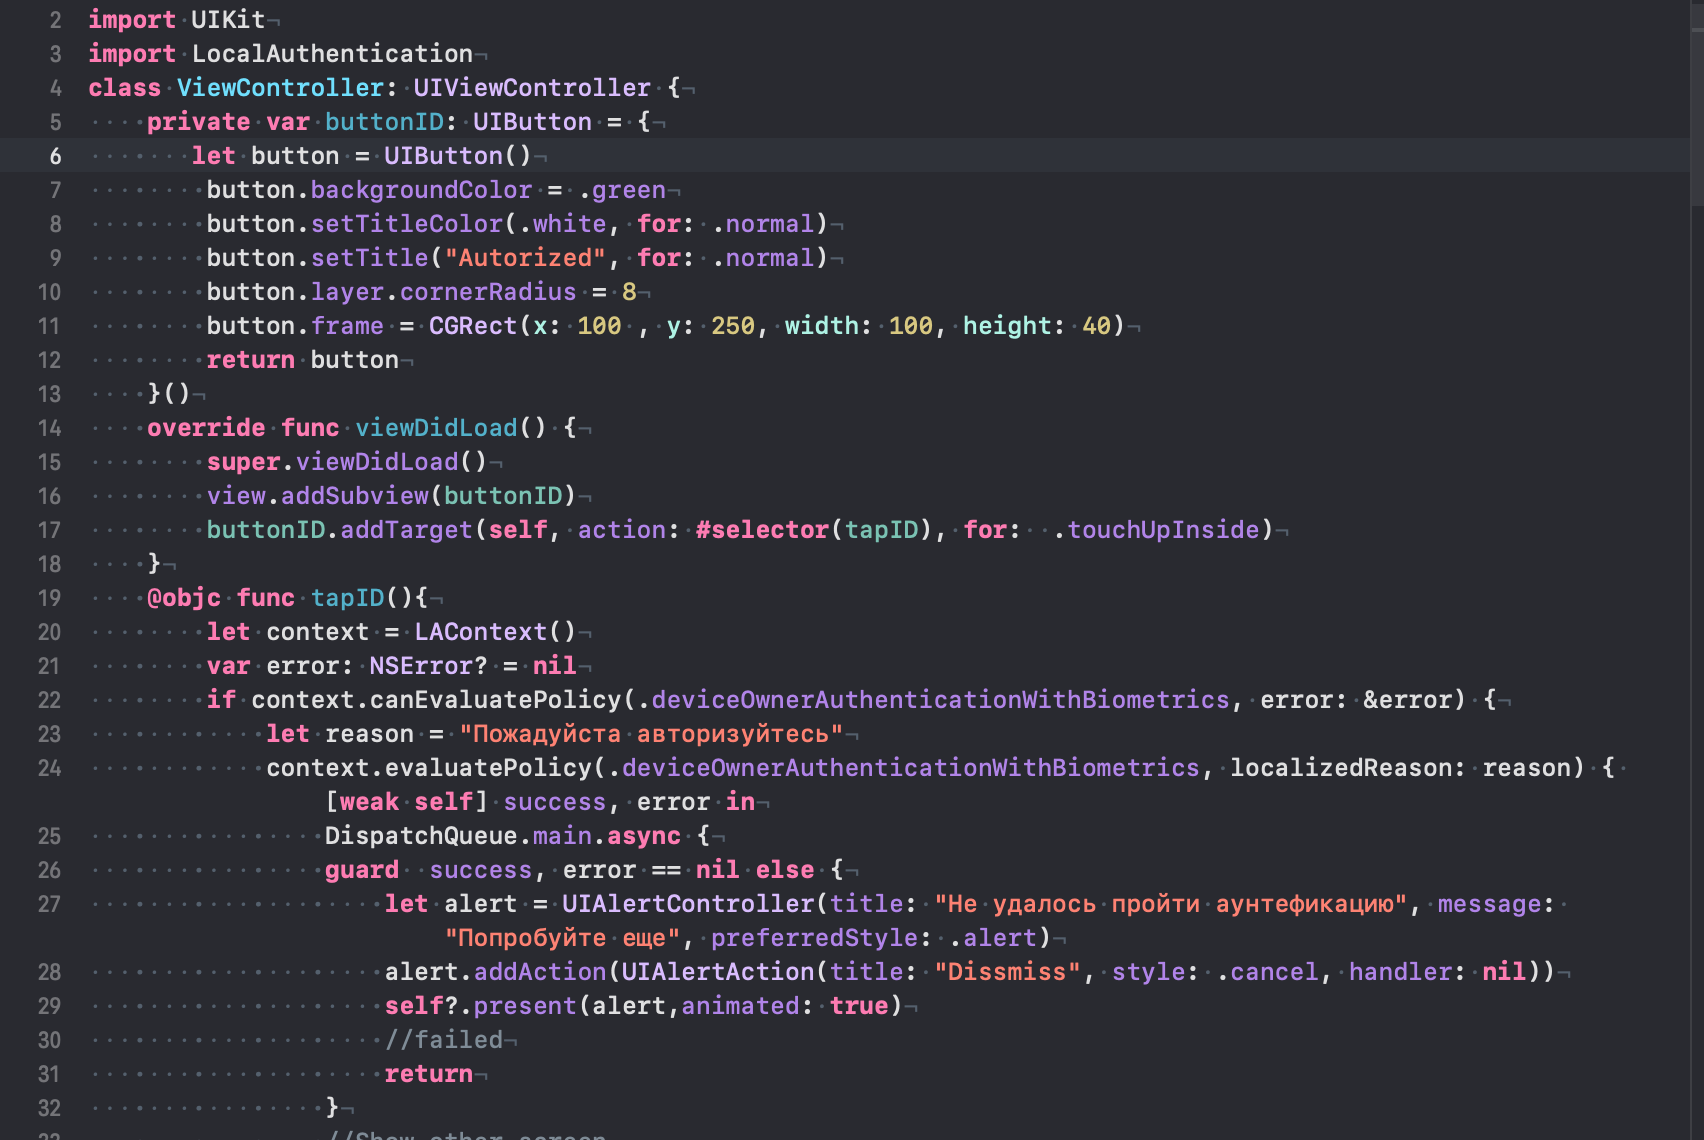 2 import UIKit
3 import LocalAuthentication
4 class ViewController: UIViewController {
5 private var buttonID: UIButton = {
6 let button = UIButton()
7 button.backgroundColor = .green
8 button.setTitleColor(.white, for: .normal)
9 button.setTitle("Autorized", for: .normal)
10 button.layer.cornerRadius = 8
11 button.frame = CGRect(x: 100 , y: 250, width: 100, height: 40)
12 return button
13 }()
14 override func viewDidLoad() {
15 super.viewDidLoad()
16 view.addSubview(buttonID)
17 buttonID.addTarget(self, action: #selector(tapID), for:  .touchUpInside)
18 }
19 @objc func tapID(){
20 let context = LAContext()
21 var error: NSError? = nil
22 if context.canEvaluatePolicy(.deviceOwnerAuthenticationWithBiometrics, error: &error) {
23 let reason = "Пожадуйста авторизуйтесь"
24 context.evaluatePolicy(.deviceOwnerAuthenticationWithBiometrics, localizedReason: reason) {
[weak self] success, error in
25 DispatchQueue.main.async {
26 guard  success, error == nil else {
27 let alert = UIAlertController(title: "Не удалось пройти аунтефикацию", message:
"Попробуйте еще", preferredStyle: .alert)
28 alert.addAction(UIAlertAction(title: "Dissmiss", style: .cancel, handler: nil))
29 self?.present(alert,animated: true)
30 //failed
31 return
32 }
33 //Show other screen